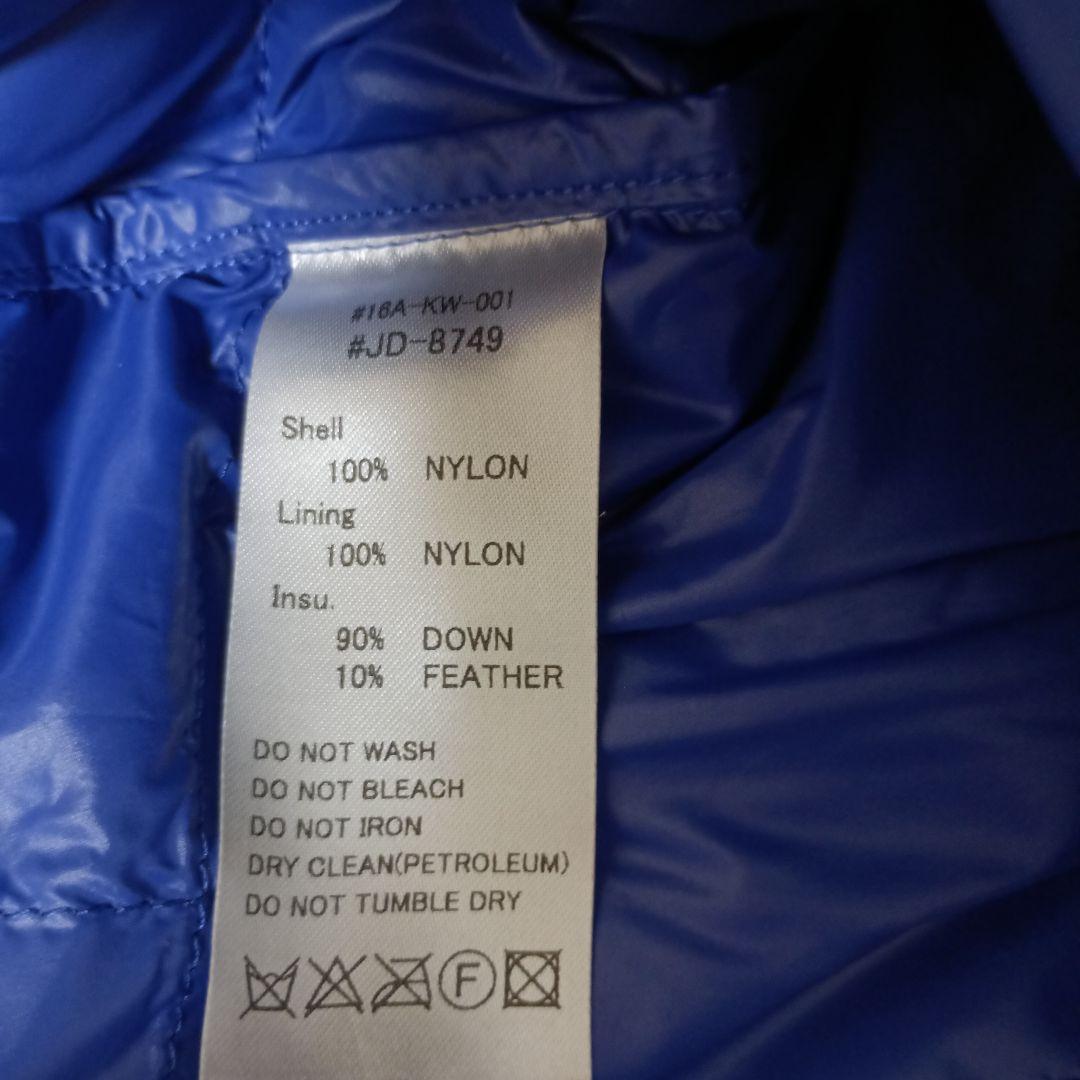 #16A-KW-001
#JD-8749
Shell
100% NYLON
Lining
100% NYLON
Insu.
90% DOWN
10% FEATHER
DO NOT WASH
DO NOT BLEACH
DO NOT IRON
DRY CLEAN(PETROLEUM)
DO NOT TUMBLE DRY
F